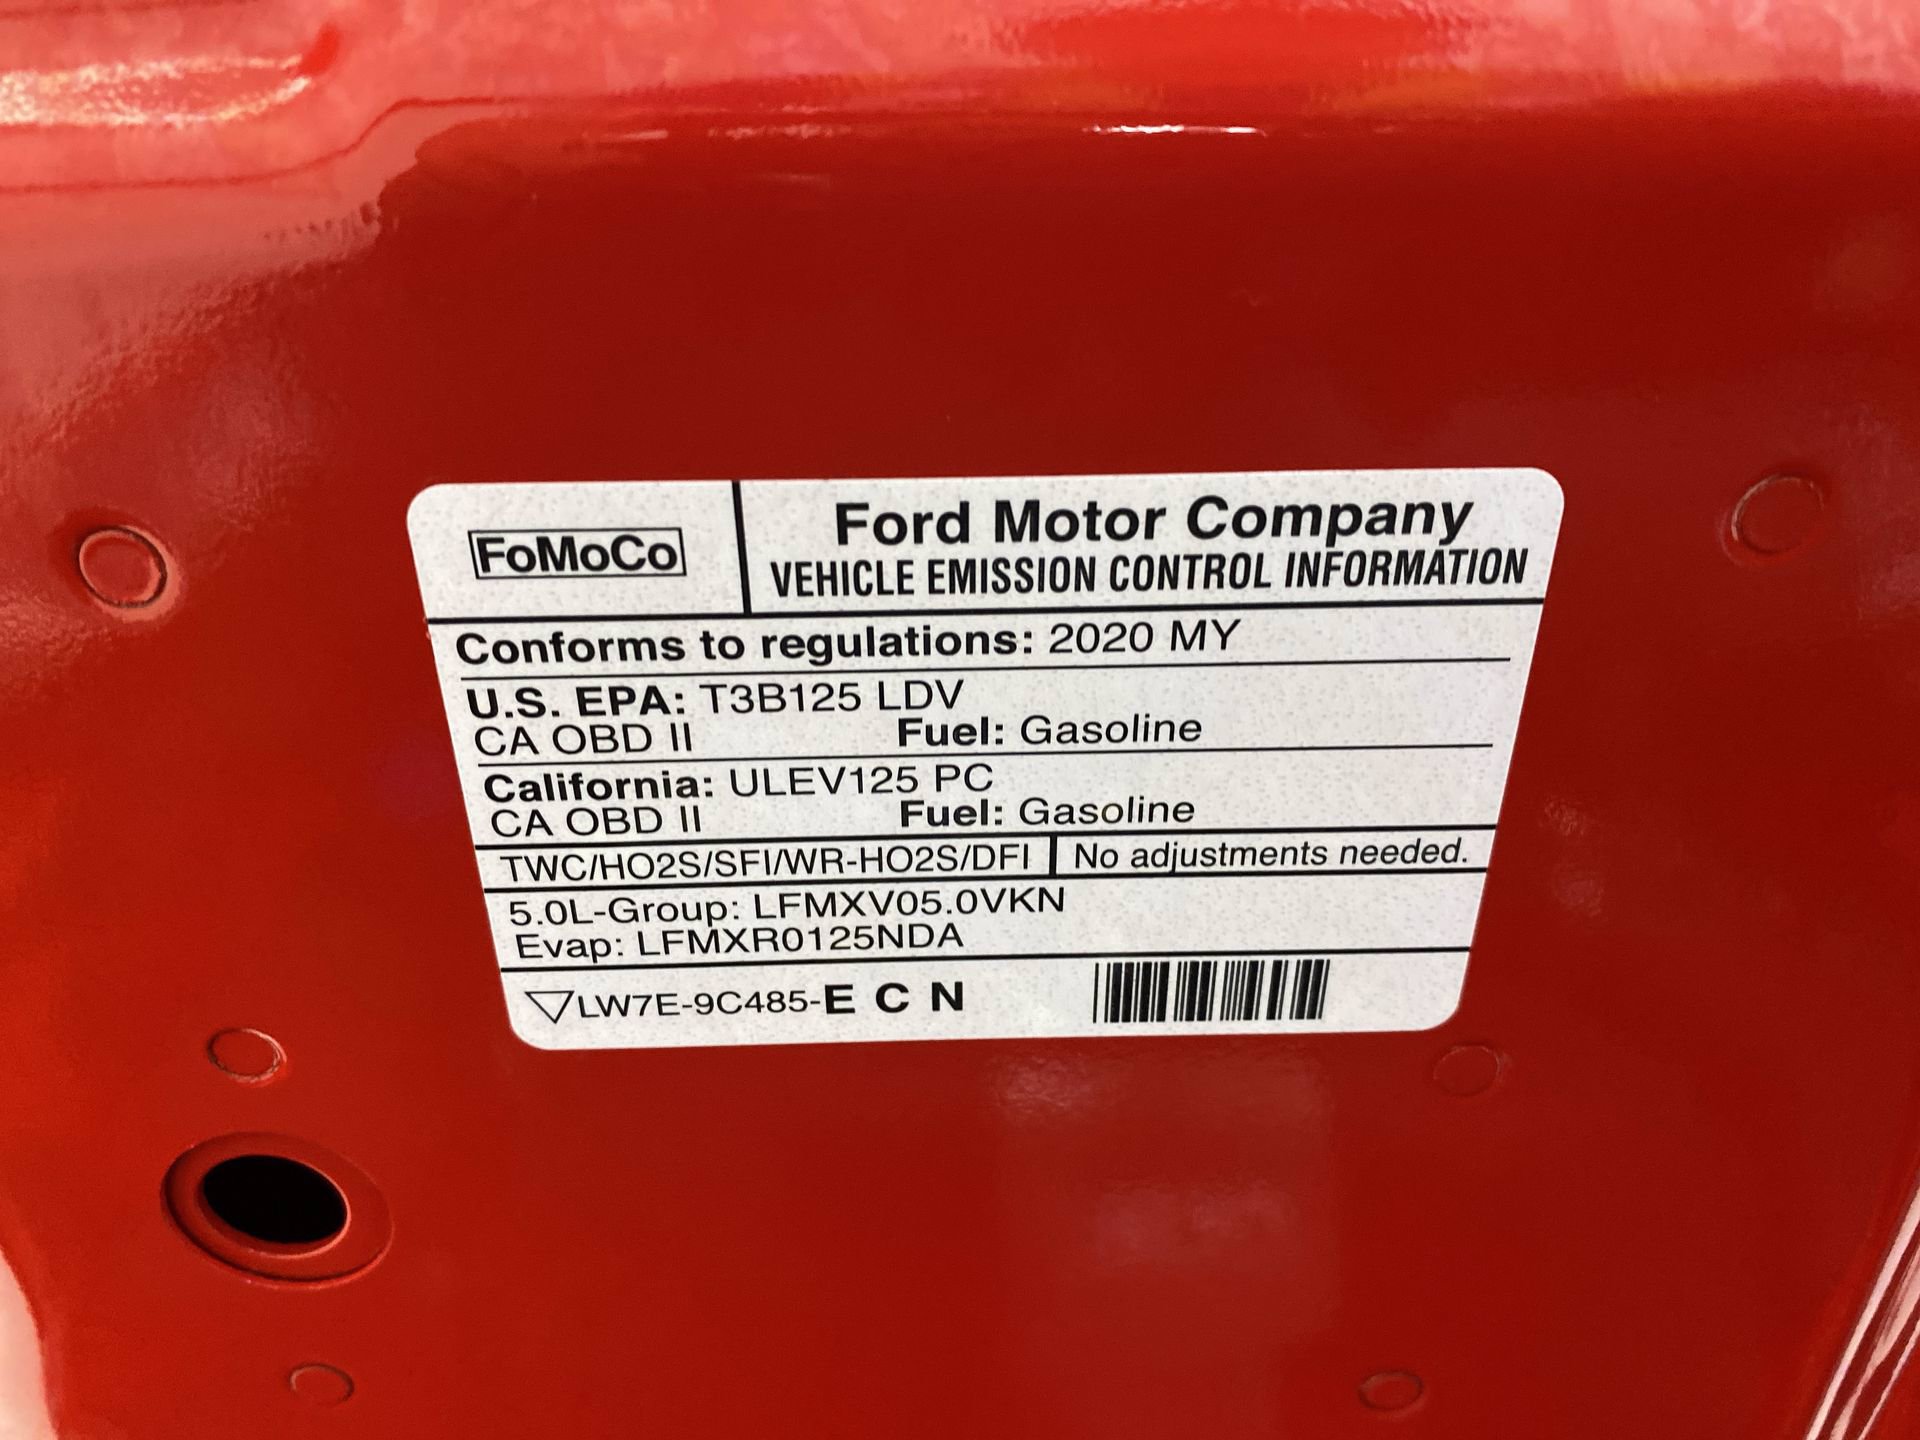 FoMoCo
Ford Motor Company
VEHICLE EMISSION CONTROL INFORMATION
Conforms to regulations: 2020 MY
U.S. EPA: T3B125 LDV
CA OBD II Fuel: Gasoline
California: ULEV125 PC
CA OBD II Fuel: Gasoline
TWC/HO2S/SFI/WR-HO2S/DFI No adjustments needed.
5.0L-Group: LFMXV05.0VKN
Evap: LFMXR0125NDA
LW7E-9C485-E C N